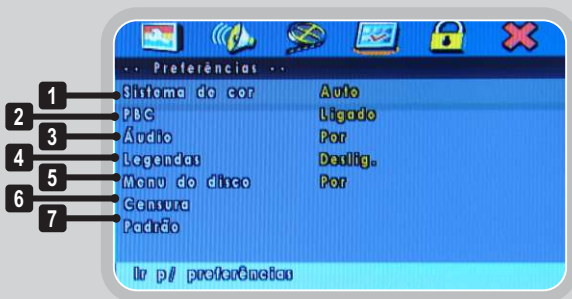 -- Preferências --
1 Sistema de cor Auto
2 PBC Ligado
3 Áudio Por
4 Legendas Deslig.
5 Menu do disco Por
6 Censura
7 Padrão
Ir p/ preferências